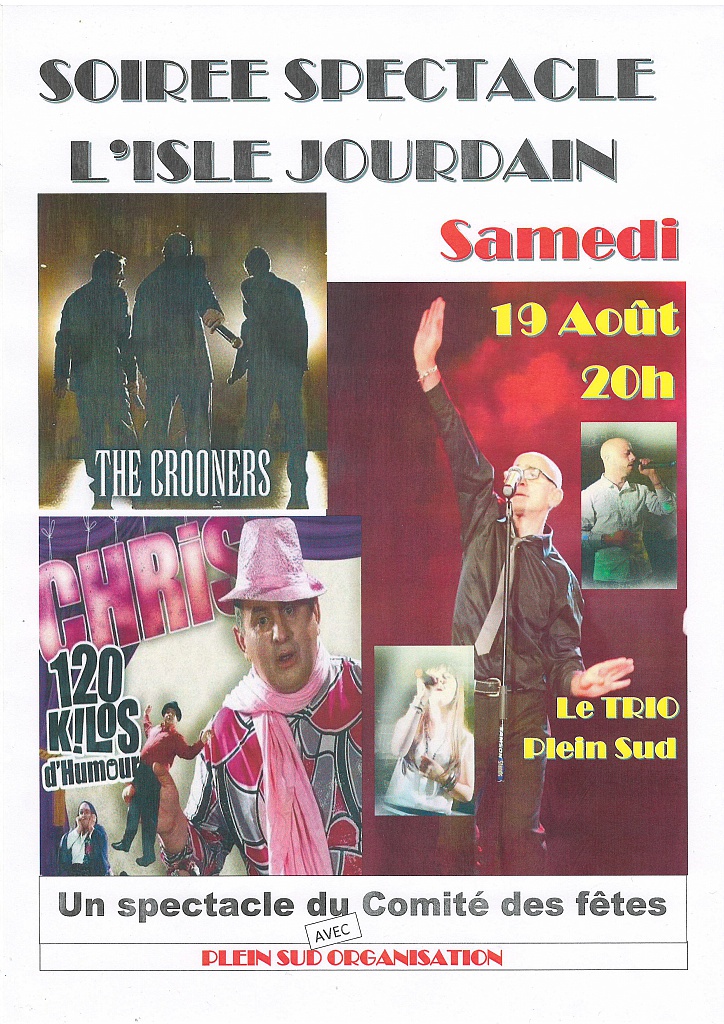 SOIREE SPECTACLE
L'ISLE JOURDAIN
Samedi
19 Août
20h
THE CROONERS
CHRIS
120
KILOS
d'Humour
Le TRIO
Plein Sud
Un spectacle du Comité des fêtes
AVEC
PLEIN SUD ORGANISATION